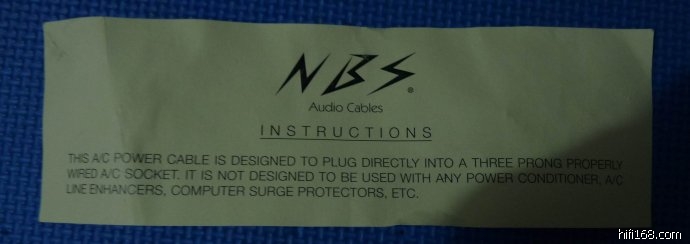 NBS®
Audio Cables
INSTRUCTIONS
THIS A/C POWER CABLE IS DESIGNED TO PLUG DIRECTLY INTO A THREE PRONG PROPERLY
WIRED A/C SOCKET. IT IS NOT DESIGNED TO BE USED WITH ANY POWER CONDITIONER, A/C
LINE ENHANCERS, COMPUTER SURGE PROTECTORS, ETC.
hifi168.com